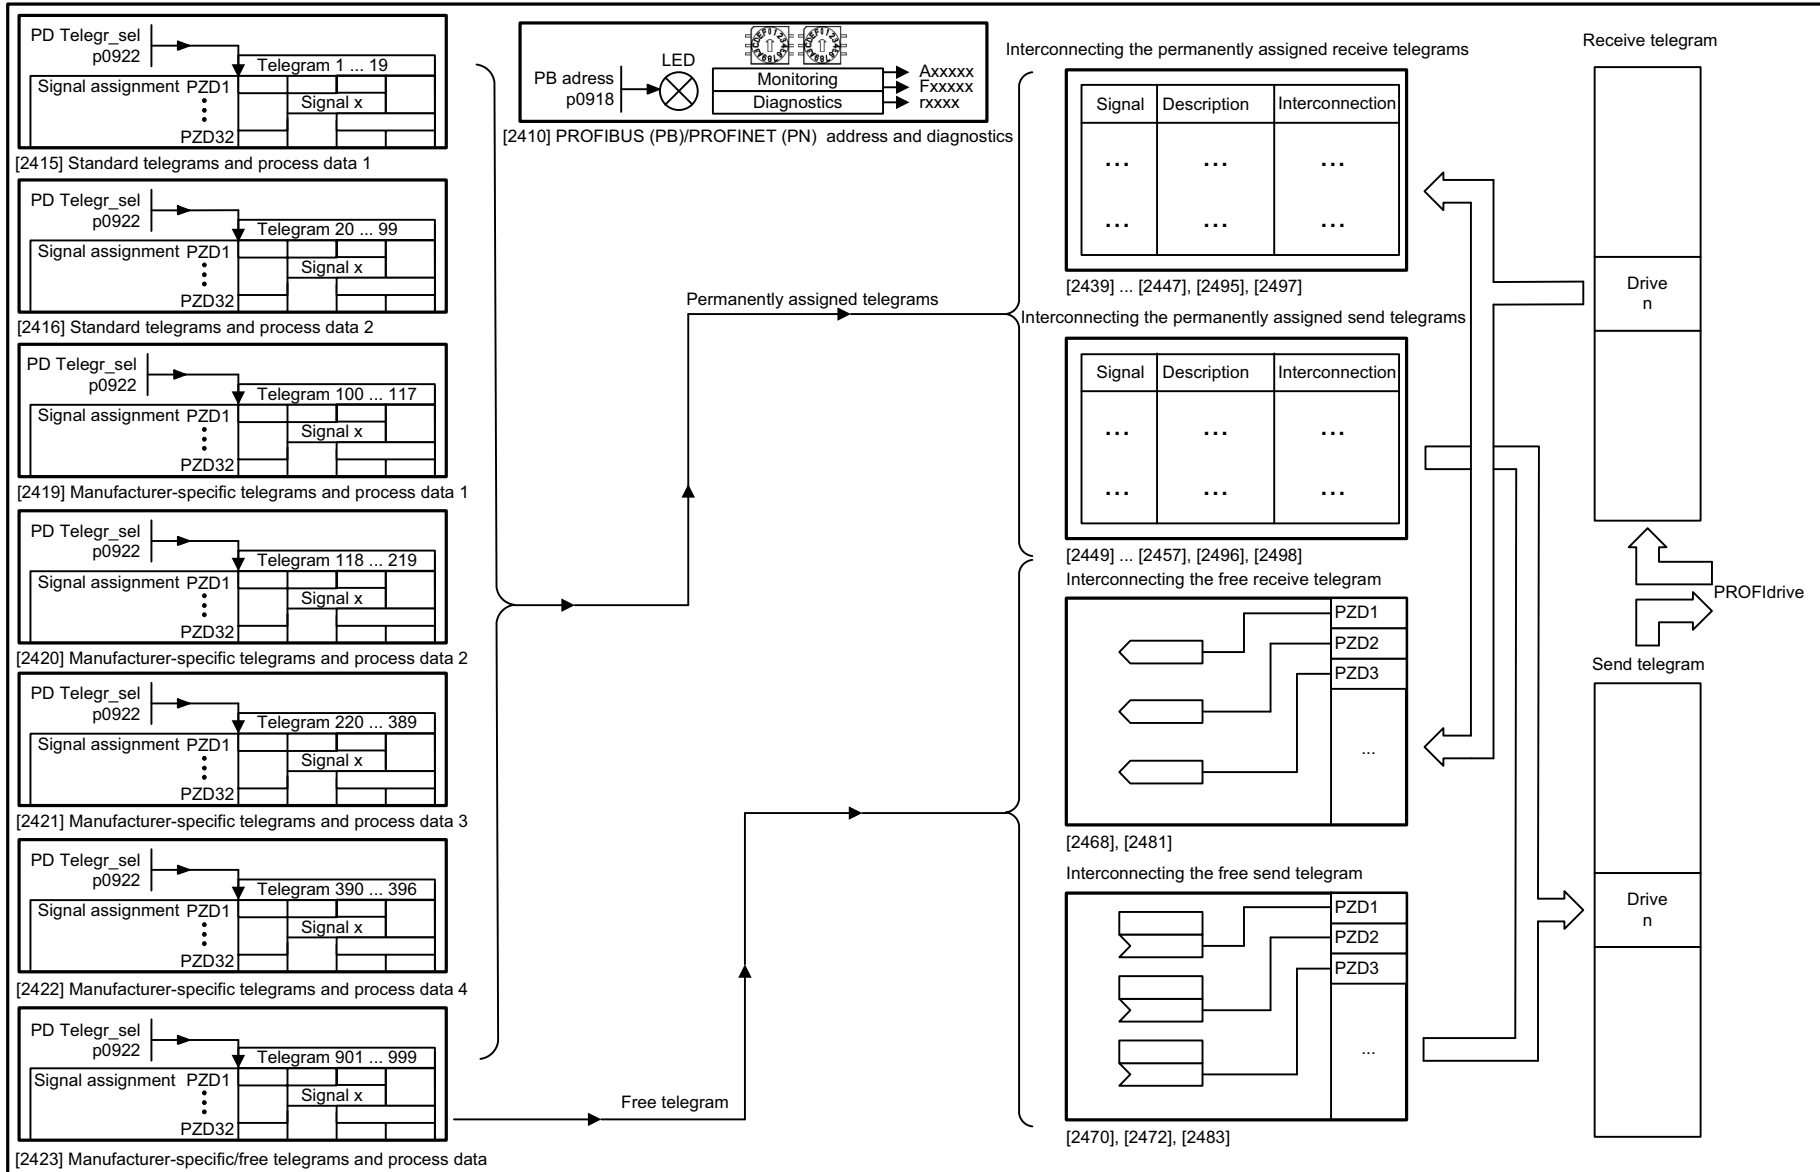 PD Telegr_sel
p0922
Telegram 1 ... 19
Signal assignment PZD1
Signal x
PZD32
[2415] Standard telegrams and process data 1
PD Telegr_sel
p0922
Telegram 20 ... 99
Signal assignment PZD1
Signal x
PZD32
[2416] Standard telegrams and process data 2
PD Telegr_sel
p0922
Telegram 100 ... 117
Signal assignment PZD1
Signal x
PZD32
[2419] Manufacturer-specific telegrams and process data 1
PD Telegr_sel
p0922
Telegram 118 ... 219
Signal assignment PZD1
Signal x
PZD32
[2420] Manufacturer-specific telegrams and process data 2
PD Telegr_sel
p0922
Telegram 220 ... 389
Signal assignment PZD1
Signal x
PZD32
[2421] Manufacturer-specific telegrams and process data 3
PD Telegr_sel
p0922
Telegram 390 ... 396
Signal assignment PZD1
Signal x
PZD32
[2422] Manufacturer-specific telegrams and process data 4
PD Telegr_sel
p0922
Telegram 901 ... 999
Signal assignment PZD1
Signal x
PZD32
[2423] Manufacturer-specific/free telegrams and process data
PB adress
p0918
LED
Monitoring
Diagnostics
Axxxxx
Fxxxxx
rxxxx
[2410] PROFIBUS (PB)/PROFINET (PN) address and diagnostics
Permanently assigned telegrams
Free telegram
Interconnecting the permanently assigned receive telegrams
Signal Description Interconnection
... ... ...
... ... ...
[2439] ... [2447], [2495], [2497]
Interconnecting the permanently assigned send telegrams
Signal Description Interconnection
... ... ...
... ... ...
[2449] ... [2457], [2496], [2498]
Interconnecting the free receive telegram
PZD1
PZD2
PZD3
...
[2468], [2481]
Interconnecting the free send telegram
PZD1
PZD2
PZD3
...
[2470], [2472], [2483]
Receive telegram
Drive
n
PROFIdrive
Send telegram
Drive
n